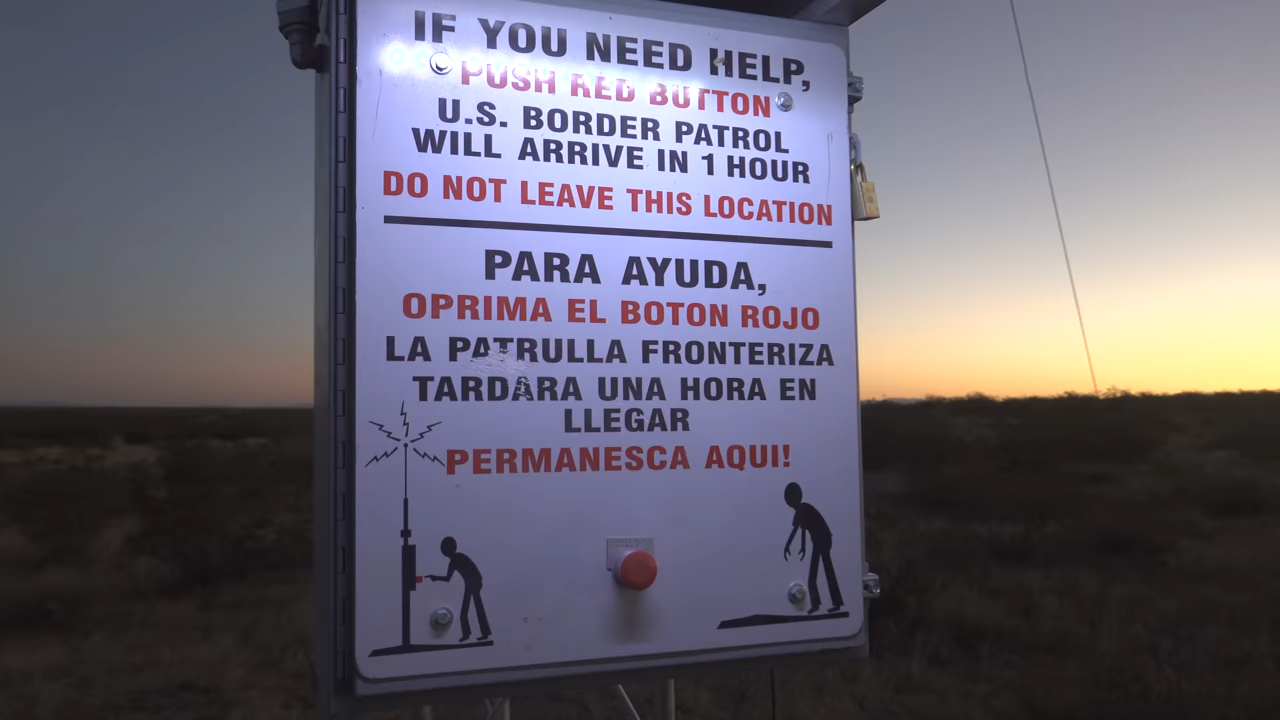 IF YOU NEED HELP,
PUSH RED BUTTON
U.S. BORDER PATROL
WILL ARRIVE IN 1 HOUR
DO NOT LEAVE THIS LOCATION
PARA AYUDA,
OPRIMA EL BOTON ROJO
LA PATRULLA FRONTERIZA
TARDARA UNA HORA EN
LLEGAR
PERMANESCA AQUI!